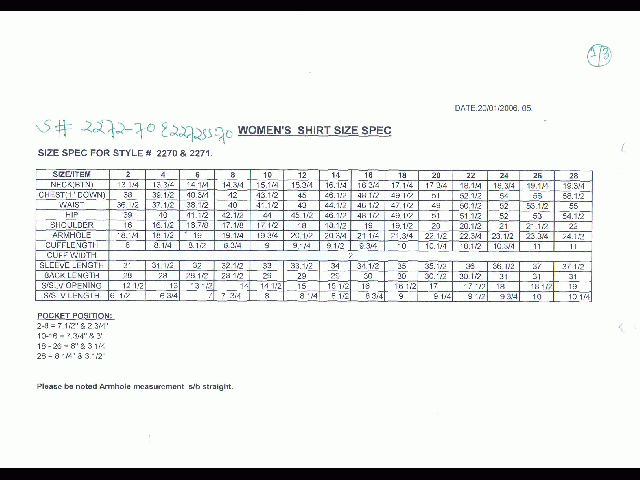 1/3
DATE:20/01/2006. 05.
S# 2272-70 & 2272SS-70 WOMEN'S SHIRT SIZE SPEC
SIZE SPEC FOR STYLE # 2270 & 2271.
SIZE/ITEM 2 4 6 8 10 12 14 16 18 20 22 24 26 28
NECK(BTN) 13.1/4 13.3/4 14.1/4 14.3/4 15.1/4 15.3/4 16.1/4 16.3/4 17.1/4 17.3/4 18.1/4 18.3/4 19.1/4 19.3/4
CHEST(1" DOWN) 38 39.1/2 40.3/4 42 43.1/2 45 46.1/2 48.1/2 49.1/2 51 52.1/2 54 56 58.1/2
WAIST 36.1/2 37.1/2 38.1/2 40 41.1/2 43 44.1/2 46.1/2 47.1/2 49 50.1/2 52 56
HIP 39 40 41.1/2 42.1/2 44 45.1/2 46.1/2 48.1/2 49.1/2 51 51.1/2 52 53 54.1/2
SHOULDER 16 16.1/2 16.7/8 17.1/8 17.1/2 18 18.1/2 19 19.1/2 20 20.1/2 21 21.1/2 22
ARMHOLE 18.1/4 18.1/2 19 19.1/4 19.3/4 20.1/2 20.3/4 21.1/4 21.3/4 22.1/2 22.3/4 23.1/2 23.3/4 24.1/2
CUFFLENGTH 8 8.1/4 8.1/2 8.3/4 9 9.1/4 9.1/2 9.3/4 10 10.1/4 10.1/2 10.3/4 11 11
CUFF WIDTH 2
SLEEVE LENGTH 31 31.1/2 32 32.1/2 33 33.1/2 34 34.1/2 35 35.1/2 36 36.1/2 37 37.1/2
BACK LENGTH 28 28 28.1/2 28.1/2 29 29 30 30 30 30.1/2 30.1/2 31 31 31
S/SLV OPENING 12 1/2 13 13 1/2 14 14 1/2 15 15 1/2 16 16 1/2 17 17 1/2 18 18 1/2 19
S/SLV LENGTH 6 1/2 6 3/4 7 7 3/4 8 8 1/4 8 1/2 8 3/4 9 9 1/4 9 1/2 9 3/4 10 10 1/4
POCKET POSITION:
2-8 = 7.1/2" & 2.3/4"
10-16 = 7.3/4" & 3"
18 - 26 = 8" & 3.1/4
28 = 8 1/4" & 3.1/2"
Please be noted Armhole measurement s/b straight.